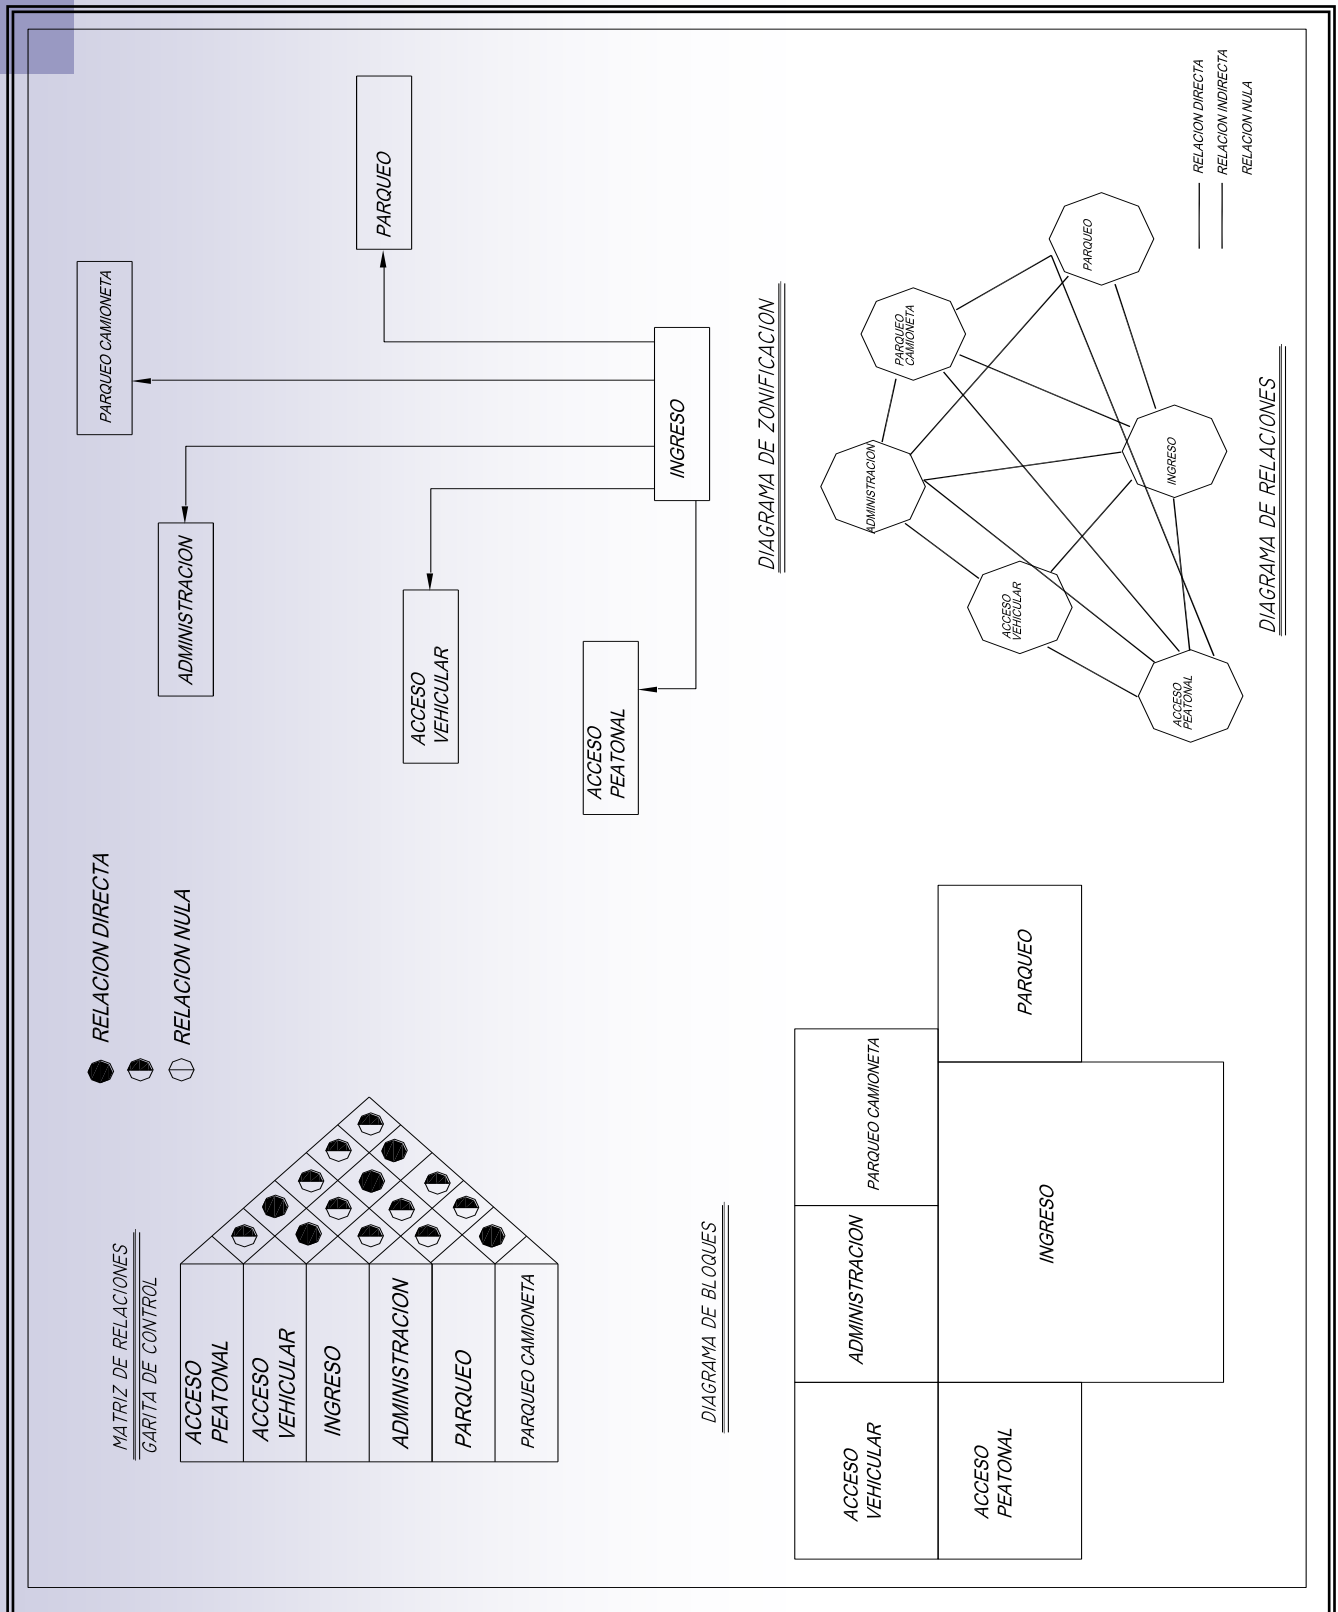 MATRIZ DE RELACIONES
GARITA DE CONTROL
ACCESO
PEATONAL
ACCESO
VEHICULAR
INGRESO
ADMINISTRACION
PARQUEO
PARQUEO CAMIONETA
RELACION DIRECTA
RELACION NULA
PARQUEO CAMIONETA
PARQUEO
ADMINISTRACION
ACCESO
VEHICULAR
ACCESO
PEATONAL
INGRESO
DIAGRAMA DE ZONIFICACION
DIAGRAMA DE BLOQUES
ACCESO
VEHICULAR
ADMINISTRACION
PARQUEO CAMIONETA
ACCESO
PEATONAL
INGRESO
PARQUEO
ADMINISTRACION
PARQUEO
CAMIONETA
PARQUEO
ACCESO
VEHICULAR
INGRESO
ACCESO
PEATONAL
RELACION DIRECTA
RELACION INDIRECTA
RELACION NULA
DIAGRAMA DE RELACIONES